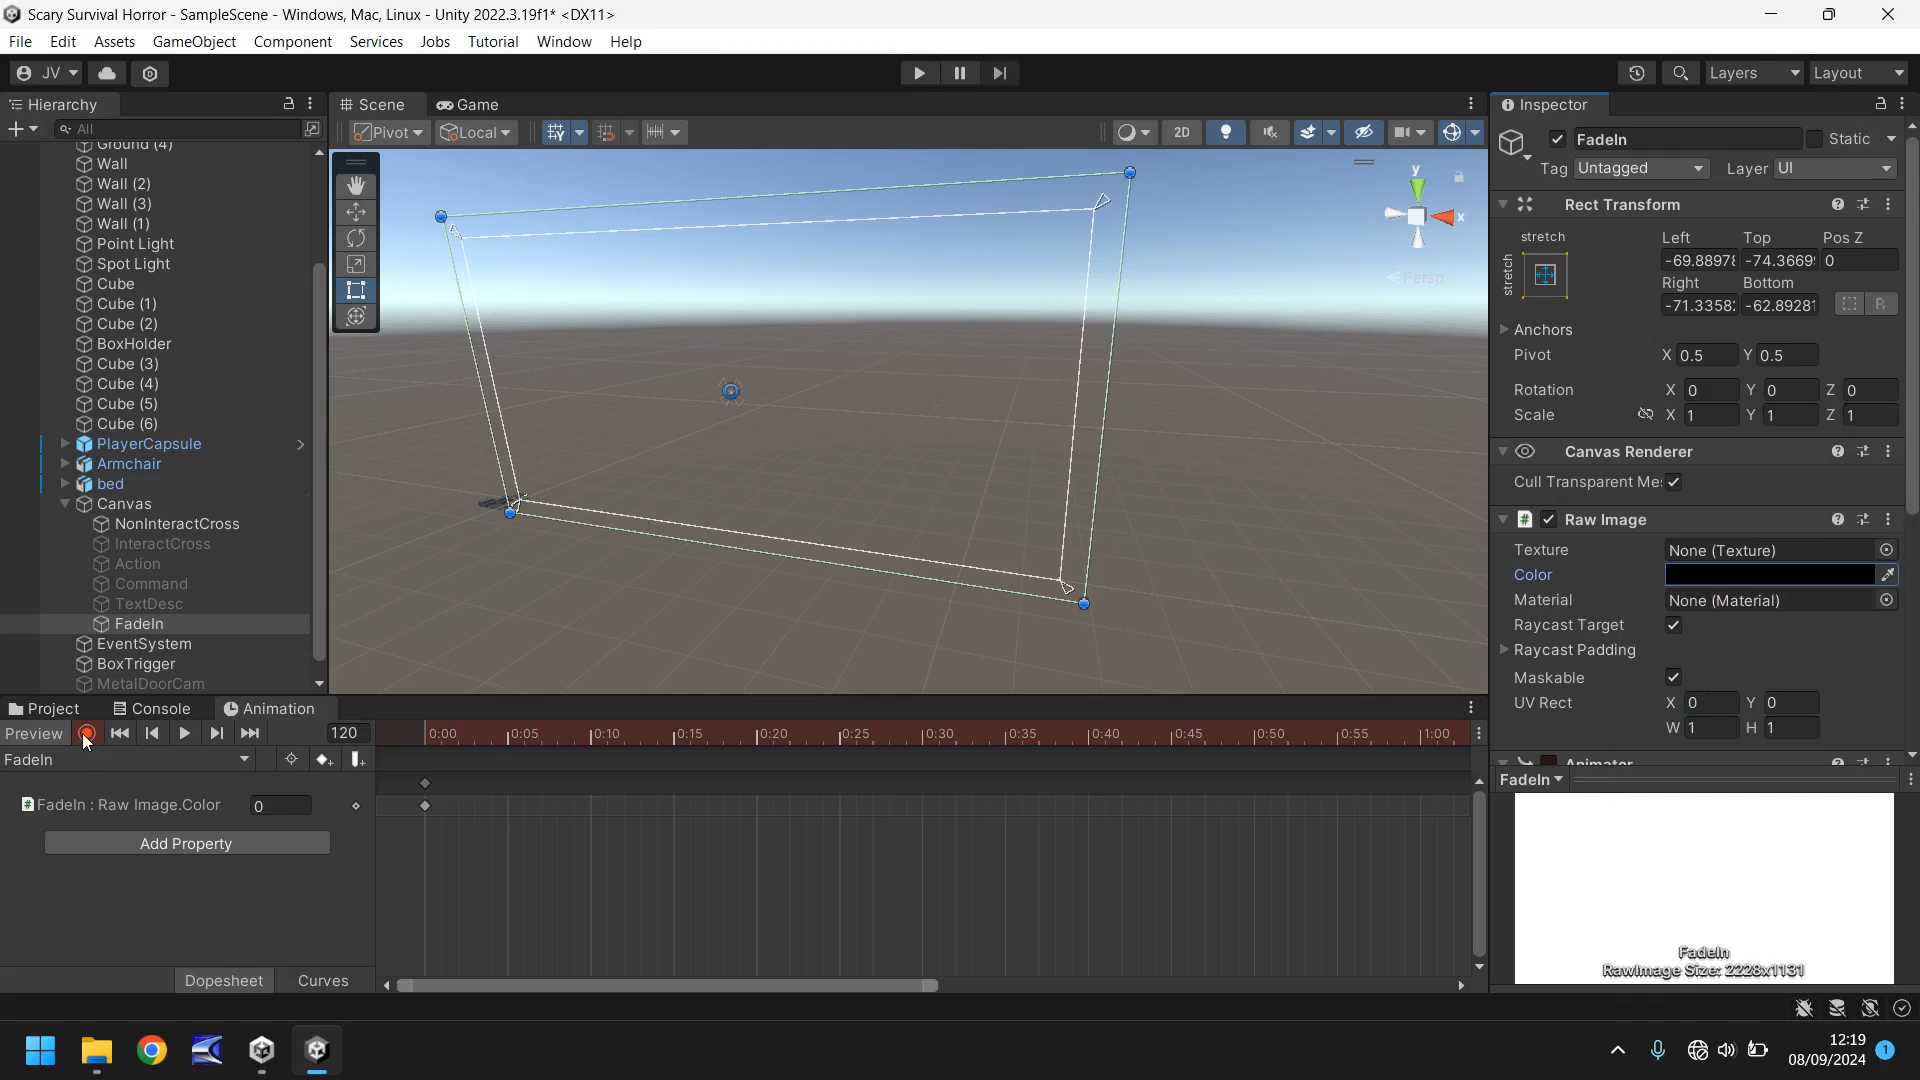 Scary Survival Horror - SampleScene - Windows, Mac, Linux - Unity 2022.3.19f1* <DX11>
File Edit Assets GameObject Component Services Jobs Tutorial Window Help
JV Layers Layout
Hierarchy
All
Ground (4)
Wall
Wall (2)
Wall (3)
Wall (1)
Point Light
Spot Light
Cube
Cube (1)
Cube (2)
BoxHolder
Cube (3)
Cube (4)
Cube (5)
Cube (6)
PlayerCapsule
Armchair
bed
Canvas
NonInteractCross
InteractCross
Action
Command
TextDesc
FadeIn
EventSystem
BoxTrigger
MetalDoorCam
Scene Game
Pivot Local 2D
y
x
Persp
Inspector
FadeIn Static
Tag Untagged Layer UI
Rect Transform
stretch Left Top Pos Z
stretch -69.8897 -74.3669 0
Right Bottom
-71.3358 -62.8928 R
Anchors
Pivot X 0.5 Y 0.5
Rotation X 0 Y 0 Z 0
Scale X 1 Y 1 Z 1
Canvas Renderer
Cull Transparent Me
Raw Image
Texture None (Texture)
Color
Material None (Material)
Raycast Target
Raycast Padding
Maskable
UV Rect X 0 Y 0
W 1 H 1
Animator
FadeIn
FadeIn
RawImage Size: 2228x1131
Project Console Animation
Preview 120 0:00 0:05 0:10 0:15 0:20 0:25 0:30 0:35 0:40 0:45 0:50 0:55 1:00
FadeIn
FadeIn : Raw Image.Color 0
Add Property
Dopesheet Curves
12:19
08/09/2024 1